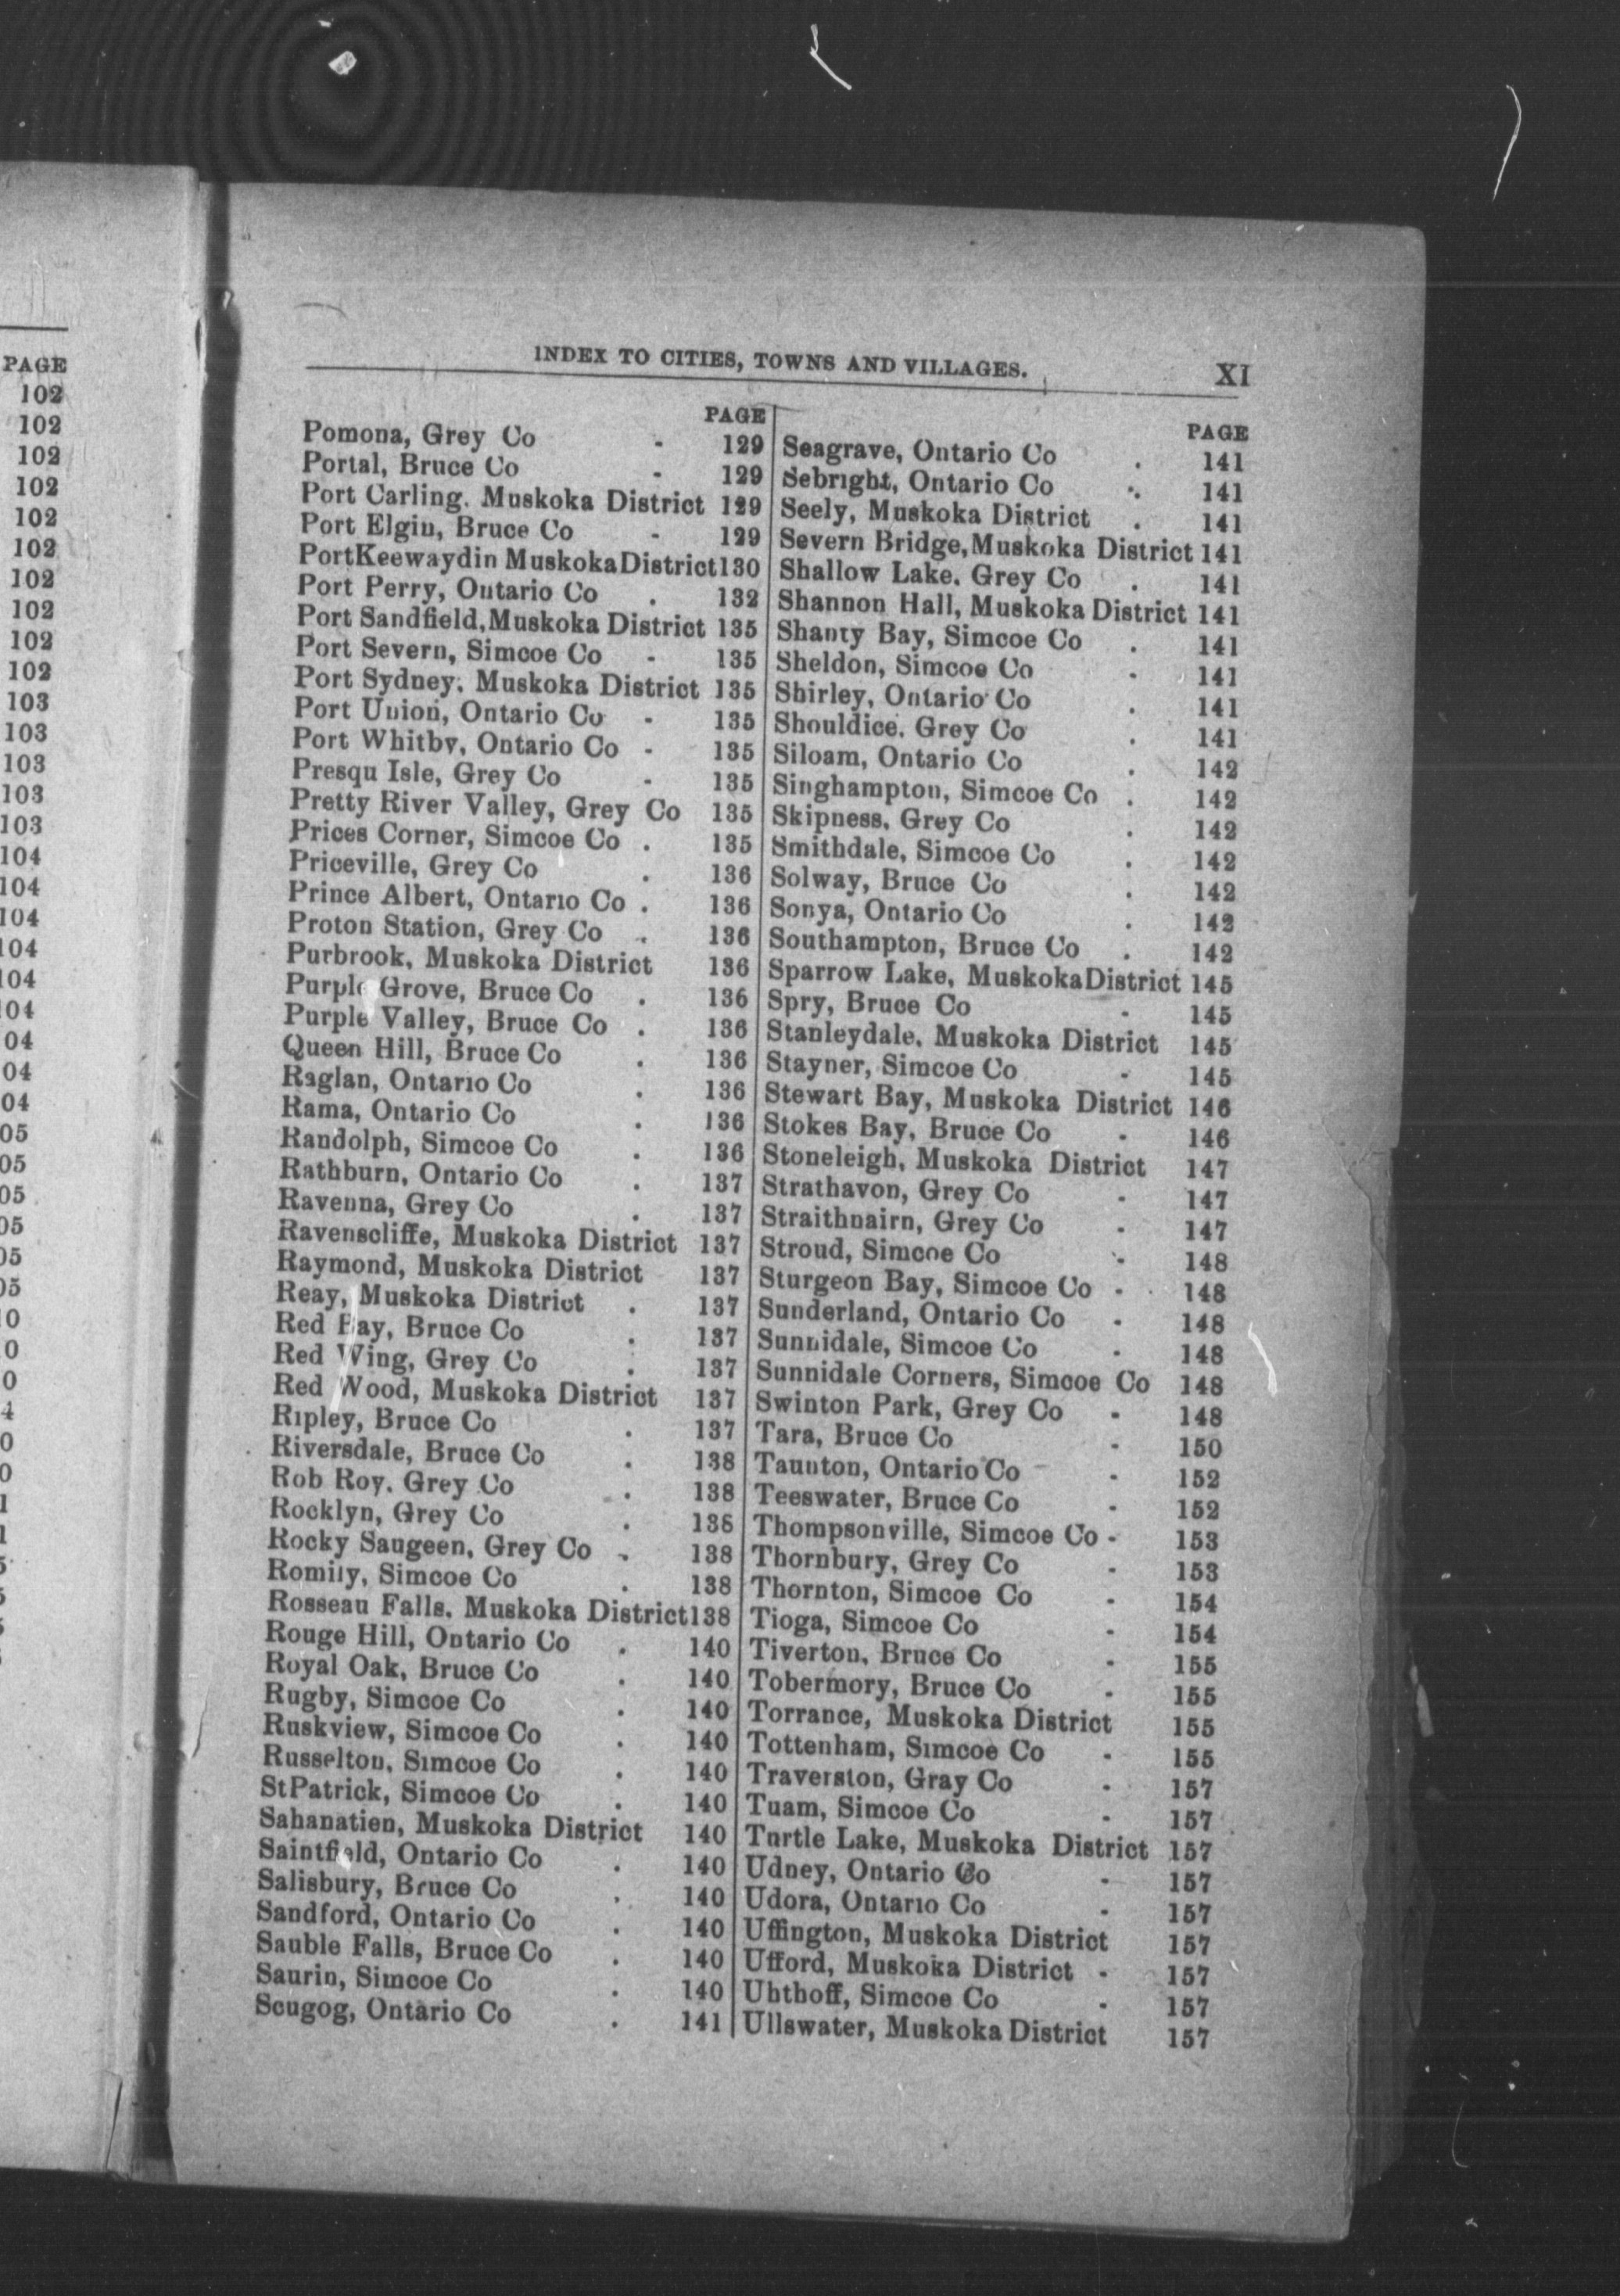 PAGE
102
102
102
102
102
102
102
102
102
102
103
103
103
103
103
104
104
104
104
104
04
04
04
04
05
05
05
05
05
05
0
0
0
4
0
0
1
1
5
INDEX TO CITIES, TOWNS AND VILLAGES.
XI
PAGE
Pomona, Grey Co - 129
Portal, Bruce Co - 129
Port Carling. Muskoka District 129
Port Elgin, Bruce Co - 129
PortKeewaydin MuskokaDistrict130
Port Perry, Ontario Co . 132
Port Sandfield,Muskoka District 135
Port Severn, Simcoe Co - 135
Port Sydney. Muskoka District 135
Port Union, Ontario Co - 135
Port Whitby, Ontario Co - 135
Presqu Isle, Grey Co - 135
Pretty River Valley, Grey Co 135
Prices Corner, Simcoe Co . 135
Priceville, Grey Co . 136
Prince Albert, Ontario Co . 136
Proton Station, Grey Co . 136
Purbrook, Muskoka District 136
Purple Grove, Bruce Co . 136
Purple Valley, Bruce Co . 136
Queen Hill, Bruce Co . 136
Raglan, Ontario Co . 136
Rama, Ontario Co . 136
Randolph, Simcoe Co . 136
Rathburn, Ontario Co . 137
Ravenna, Grey Co . 137
Ravenscliffe, Muskoka District 137
Raymond, Muskoka District 137
Reay, Muskoka District . 137
Red Bay, Bruce Co . 137
Red Wing, Grey Co . 137
Red Wood, Muskoka District 137
Ripley, Bruce Co . 137
Riversdale, Bruce Co . 138
Rob Roy. Grey Co . 138
Rocklyn, Grey Co . 138
Rocky Saugeen, Grey Co . 138
Romily, Simcoe Co . 138
Rosseau Falls. Muskoka District138
Rouge Hill, Ontario Co . 140
Royal Oak, Bruce Co . 140
Rugby, Simcoe Co . 140
Ruskview, Simcoe Co . 140
Russelton, Simcoe Co . 140
StPatrick, Simcoe Co . 140
Sahanatien, Muskoka District 140
Saintfield, Ontario Co . 140
Salisbury, Bruce Co . 140
Sandford, Ontario Co . 140
Sauble Falls, Bruce Co . 140
Saurin, Simcoe Co . 140
Scugog, Ontario Co . 141
PAGE
Seagrave, Ontario Co . 141
Sebright, Ontario Co . 141
Seely, Muskoka District . 141
Severn Bridge,Muskoka District 141
Shallow Lake. Grey Co . 141
Shannon Hall, Muskoka District 141
Shanty Bay, Simcoe Co . 141
Sheldon, Simcoe Co - 141
Shirley, Ontario Co . 141
Shouldice. Grey Co . 141
Siloam, Ontario Co . 142
Singhampton, Simcoe Co . 142
Skipness. Grey Co . 142
Smithdale, Simcoe Co . 142
Solway, Bruce Co . 142
Sonya, Ontario Co . 142
Southampton, Bruce Co . 142
Sparrow Lake, MuskokaDistrict 145
Spry, Bruce Co - 145
Stanleydale. Muskoka District 145
Stayner, Simcoe Co - 145
Stewart Bay, Muskoka District 146
Stokes Bay, Bruce Co - 146
Stoneleigh, Muskoka District 147
Strathavon, Grey Co - 147
Straithnairn, Grey Co - 147
Stroud, Simcoe Co - 148
Sturgeon Bay, Simcoe Co - 148
Sunderland, Ontario Co - 148
Sunnidale, Simcoe Co - 148
Sunnidale Corners, Simcoe Co 148
Swinton Park, Grey Co - 148
Tara, Bruce Co - 150
Taunton, Ontario Co - 152
Teeswater, Bruce Co - 152
Thompsonville, Simcoe Co - 153
Thornbury, Grey Co - 153
Thornton, Simcoe Co - 154
Tioga, Simcoe Co - 154
Tiverton, Bruce Co - 155
Tobermory, Bruce Co - 155
Torrance, Muskoka District 155
Tottenham, Simcoe Co - 155
Traverston, Gray Co - 157
Tuam, Simcoe Co - 157
Turtle Lake, Muskoka District 157
Udney, Ontario Co - 157
Udora, Ontario Co - 157
Uffington, Muskoka District 157
Ufford, Muskoka District - 157
Uhthoff, Simcoe Co - 157
Ullswater, Muskoka District 157